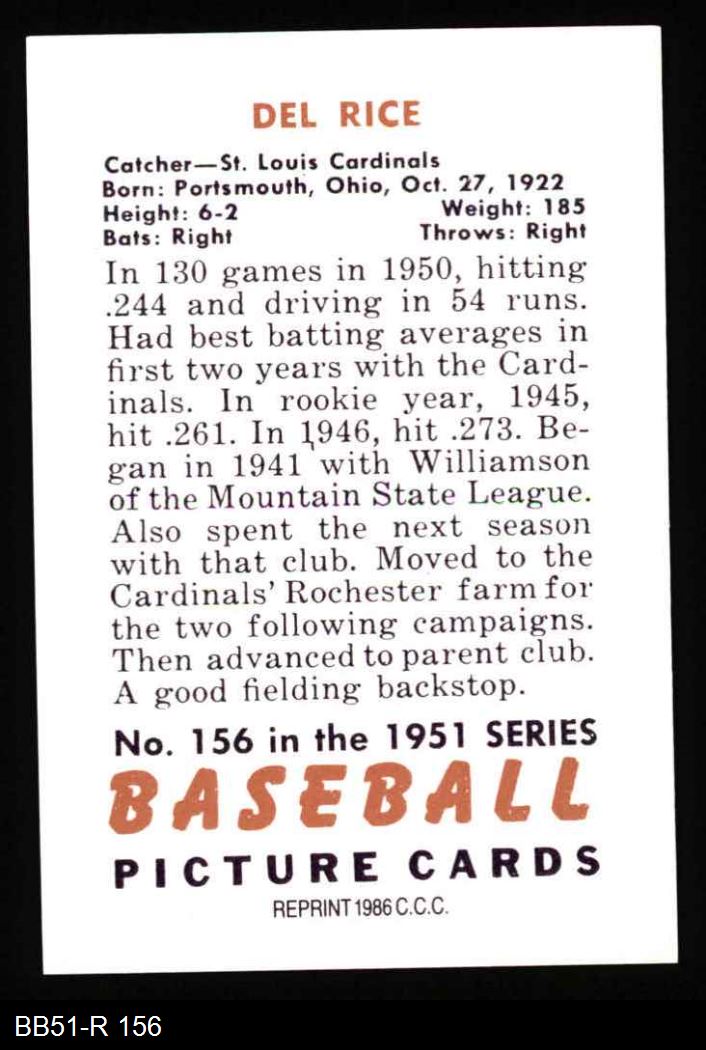 DEL RICE
Catcher—St. Louis Cardinals
Born: Portsmouth, Ohio, Oct. 27, 1922
Height: 6-2 Weight: 185
Bats: Right Throws: Right
In 130 games in 1950, hitting
.244 and driving in 54 runs.
Had best batting averages in
first two years with the Card-
inals. In rookie year, 1945,
hit .261. In 1946, hit .273. Be-
gan in 1941 with Williamson
of the Mountain State League.
Also spent the next season
with that club. Moved to the
Cardinals' Rochester farm for
the two following campaigns.
Then advanced to parent club.
A good fielding backstop.
No. 156 in the 1951 SERIES
BASEBALL
PICTURE CARDS
REPRINT 1986 C.C.C.
BB51-R 156